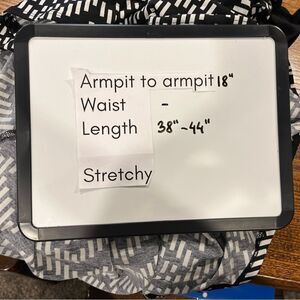 Armpit to armpit 18"
Waist -
Length 38"-44"
Stretchy